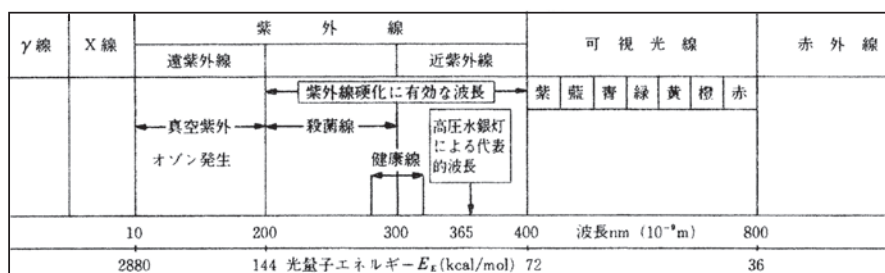 γ線
X線
紫外線
可視光線
赤外線
遠紫外線
近紫外線
紫外線硬化に有効な波長
紫
藍
青
緑
黄
橙
赤
真空紫外
殺菌線
オゾン発生
健康線
高圧水銀灯
による代表
的波長
10
200
300
365
400
波長nm (10⁻⁹m)
800
2880
144
光量子エネルギーE_E(kcal/mol)
72
36